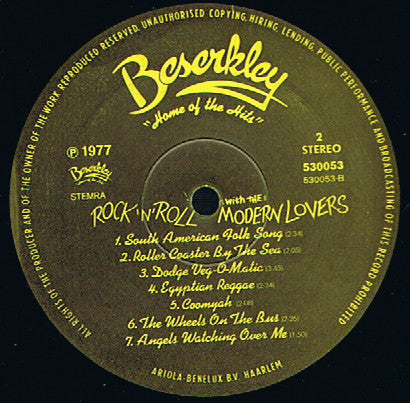 ALL RIGHTS OF THE PRODUCER AND OF THE OWNER OF THE WORK REPRODUCED RESERVED. UNAUTHORISED COPYING, HIRING, LENDING, PUBLIC PERFORMANCE AND BROADCASTING OF THIS RECORD PROHIBITED
Beserkley
"Home of the Hits"
℗ 1977
Beserkley
STEMRA
2
STEREO
530053
530053-B
ROCK 'N' ROLL with the MODERN LOVERS
1. South American Folk Song (2:34)
2. Roller Coaster By The Sea (2:05)
3. Dodge Veg-O-Matic (3:45)
4. Egyptian Reggae (2:34)
5. Coomyah (2:08)
6. The Wheels On The Bus (2:25)
7. Angels Watching Over Me (1:50)
ARIOLA-BENELUX B.V. HAARLEM